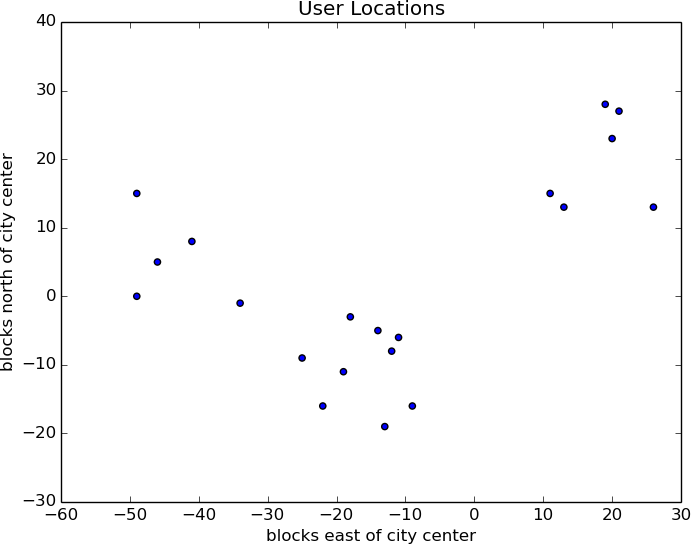 User Locations
40
30
20
10
0
−10
−20
−30
blocks north of city center
−60 −50 −40 −30 −20 −10 0 10 20 30
blocks east of city center